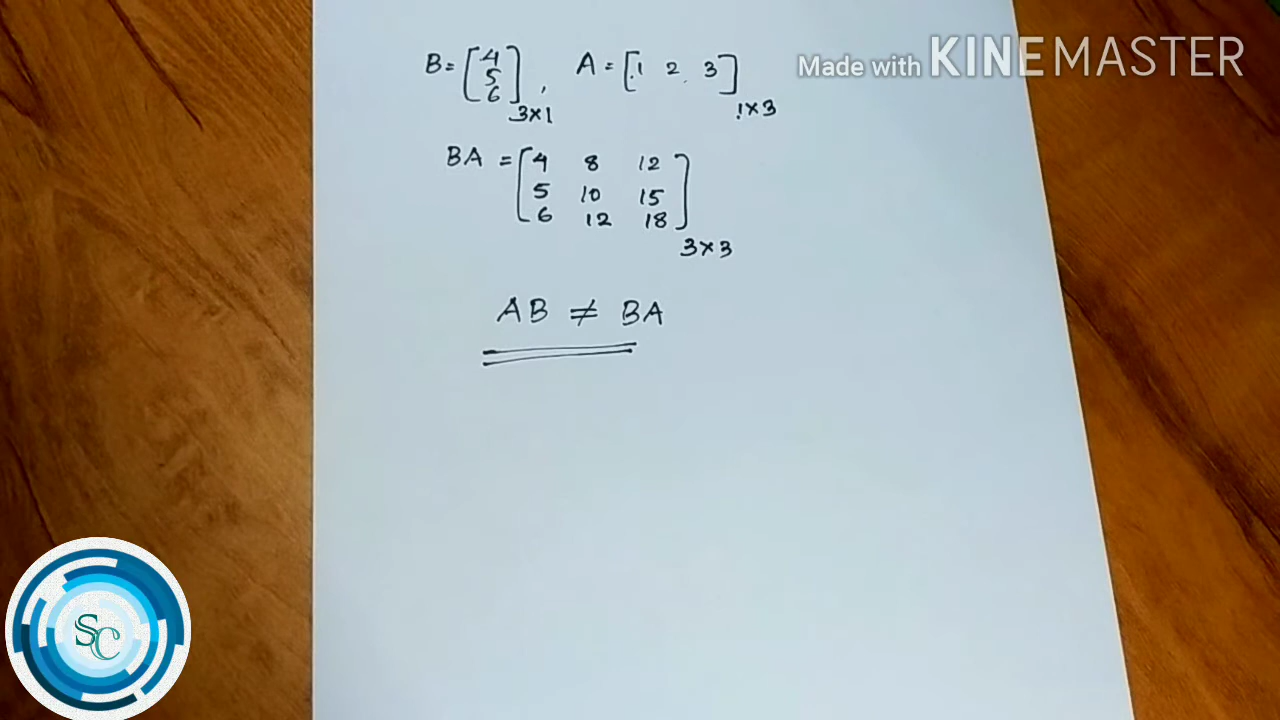 B = [4 5 6] 3×1 , A = [1 2 3] 1×3
Made with KINEMASTER
BA = [4 8 12
5 10 15
6 12 18] 3×3
AB ≠ BA
SC